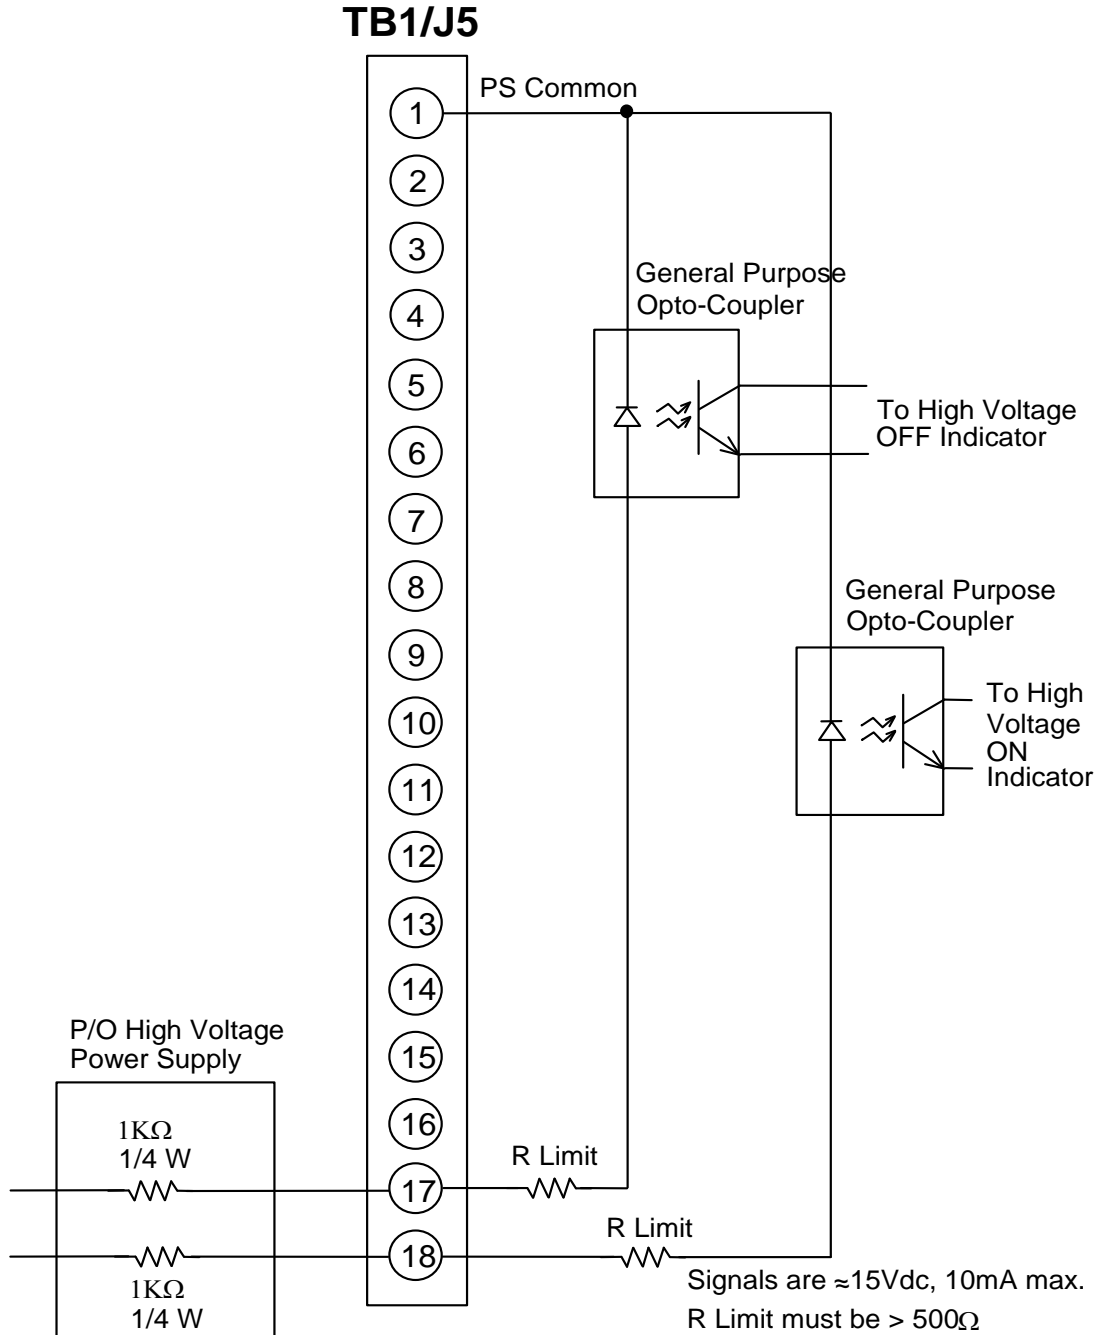 TB1/J5
PS Common
1
2
3
4
5
6
7
8
9
10
11
12
13
14
15
16
17
18
General Purpose
Opto-Coupler
To High Voltage
OFF Indicator
General Purpose
Opto-Coupler
To High
Voltage
ON
Indicator
P/O High Voltage
Power Supply
1KΩ
1/4 W
R Limit
R Limit
1KΩ
1/4 W
Signals are ≈15Vdc, 10mA max.
R Limit must be > 500Ω